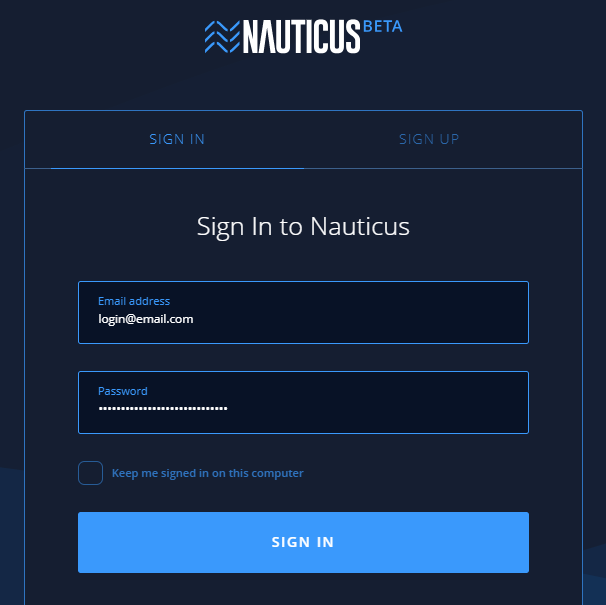 NAUTICUS BETA
SIGN IN SIGN UP
Sign In to Nauticus
Email address
login@email.com
Password
•••••••••••••••••••••••••••••
Keep me signed in on this computer
SIGN IN